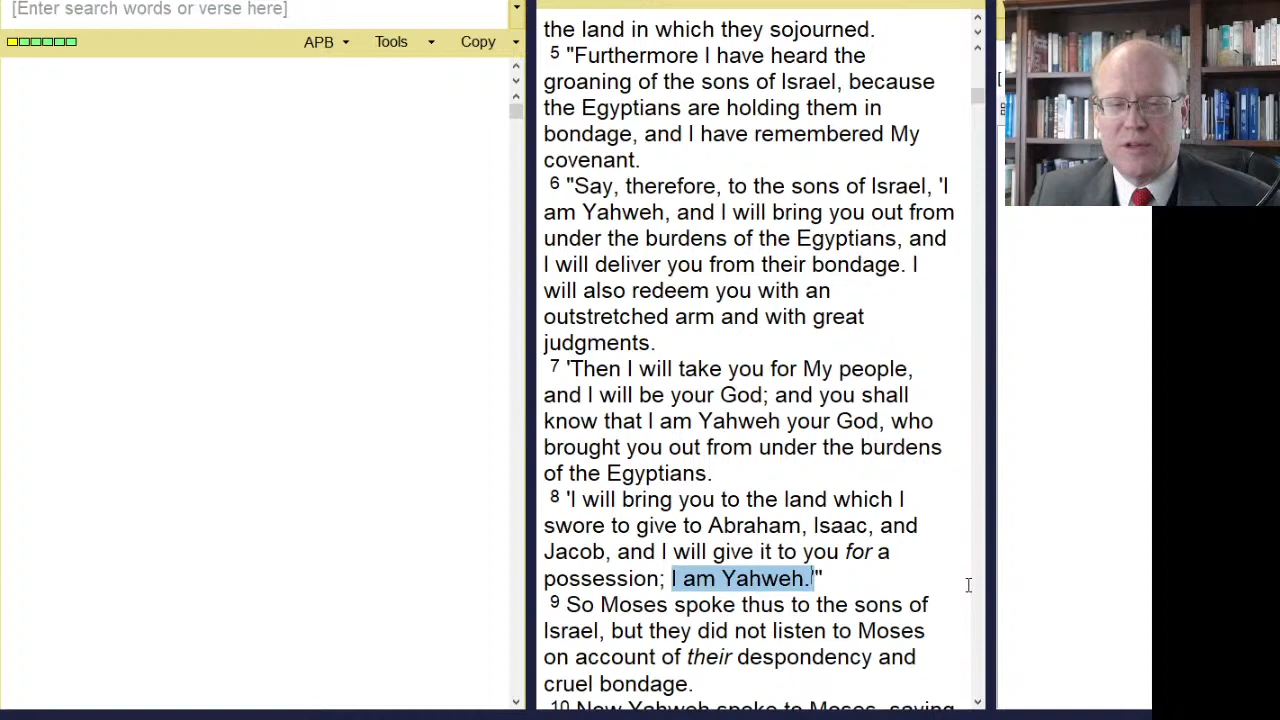 [Enter search words or verse here]
APB Tools Copy
the land in which they sojourned.
5 "Furthermore I have heard the
groaning of the sons of Israel, because
the Egyptians are holding them in
bondage, and I have remembered My
covenant.
6 "Say, therefore, to the sons of Israel, 'I
am Yahweh, and I will bring you out from
under the burdens of the Egyptians, and
I will deliver you from their bondage. I
will also redeem you with an
outstretched arm and with great
judgments.
7 'Then I will take you for My people,
and I will be your God; and you shall
know that I am Yahweh your God, who
brought you out from under the burdens
of the Egyptians.
8 'I will bring you to the land which I
swore to give to Abraham, Isaac, and
Jacob, and I will give it to you for a
possession; I am Yahweh.'"
9 So Moses spoke thus to the sons of
Israel, but they did not listen to Moses
on account of their despondency and
cruel bondage.
10 Now Yahweh spoke to Moses, saying